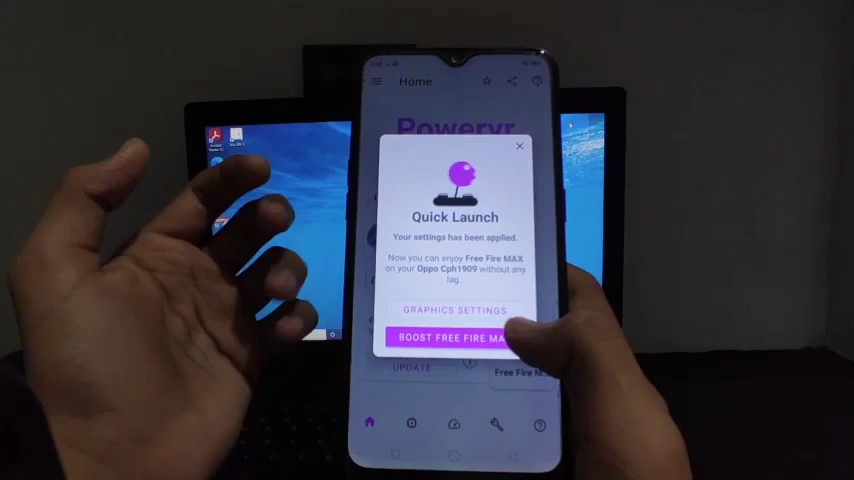 Home
Powervr
Quick Launch
Your settings has been applied.
Now you can enjoy Free Fire MAX
on your Oppo Cph1909 without any
lag..
GRAPHICS SETTINGS
BOOST FREE FIRE MA
UPDATE
Free Fire M...